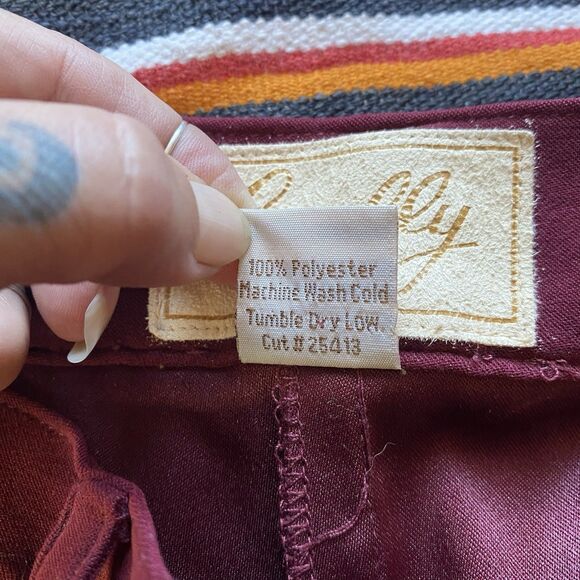 100% Polyester
Machine Wash Cold
Tumble Dry LOW.
Cut # 25413